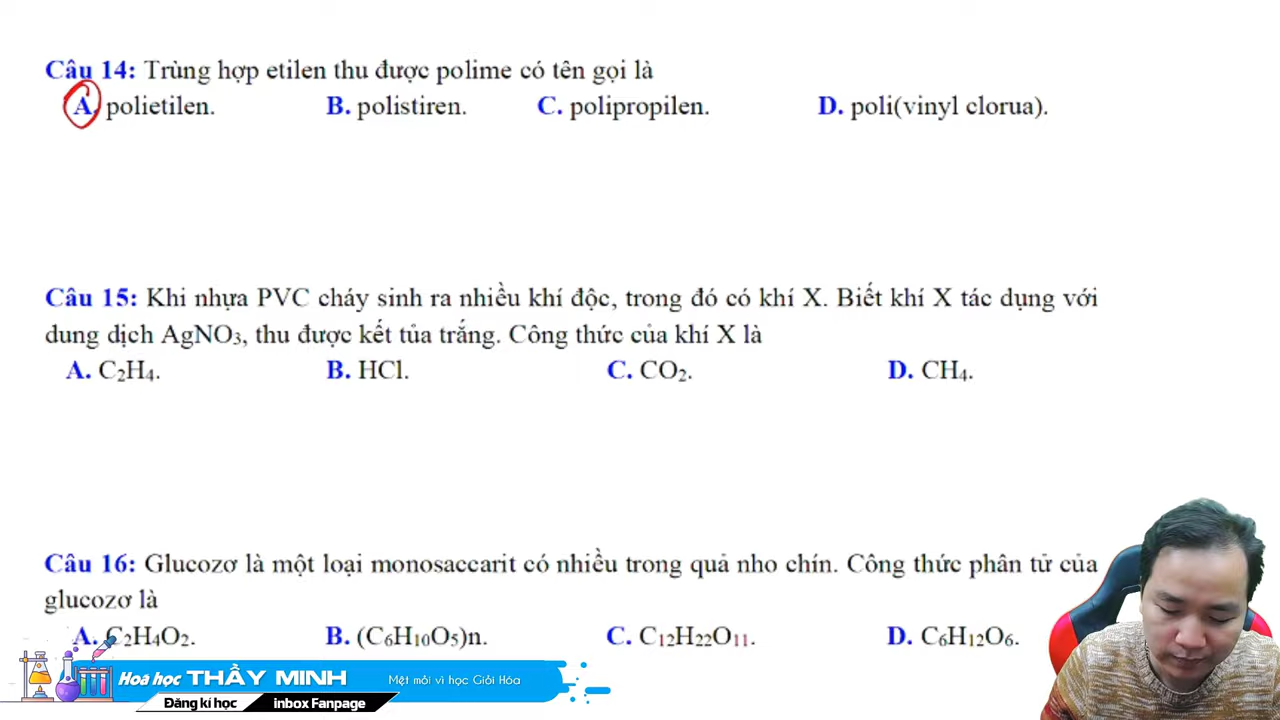 Câu 14: Trùng hợp etilen thu được polime có tên gọi là
A. polietilen. B. polistiren. C. polipropilen. D. poli(vinyl clorua).
Câu 15: Khi nhựa PVC cháy sinh ra nhiều khí độc, trong đó có khí X. Biết khí X tác dụng với
dung dịch AgNO₃, thu được kết tủa trắng. Công thức của khí X là
A. C₂H₄. B. HCl. C. CO₂. D. CH₄.
Câu 16: Glucozơ là một loại monosaccarit có nhiều trong quả nho chín. Công thức phân tử của
glucozơ là
A. C₂H₄O₂. B. (C₆H₁₀O₅)n. C. C₁₂H₂₂O₁₁. D. C₆H₁₂O₆.
Hoá học THẦY MINH Mệt mỏi vì học Giỏi Hóa
Đăng kí học inbox Fanpage